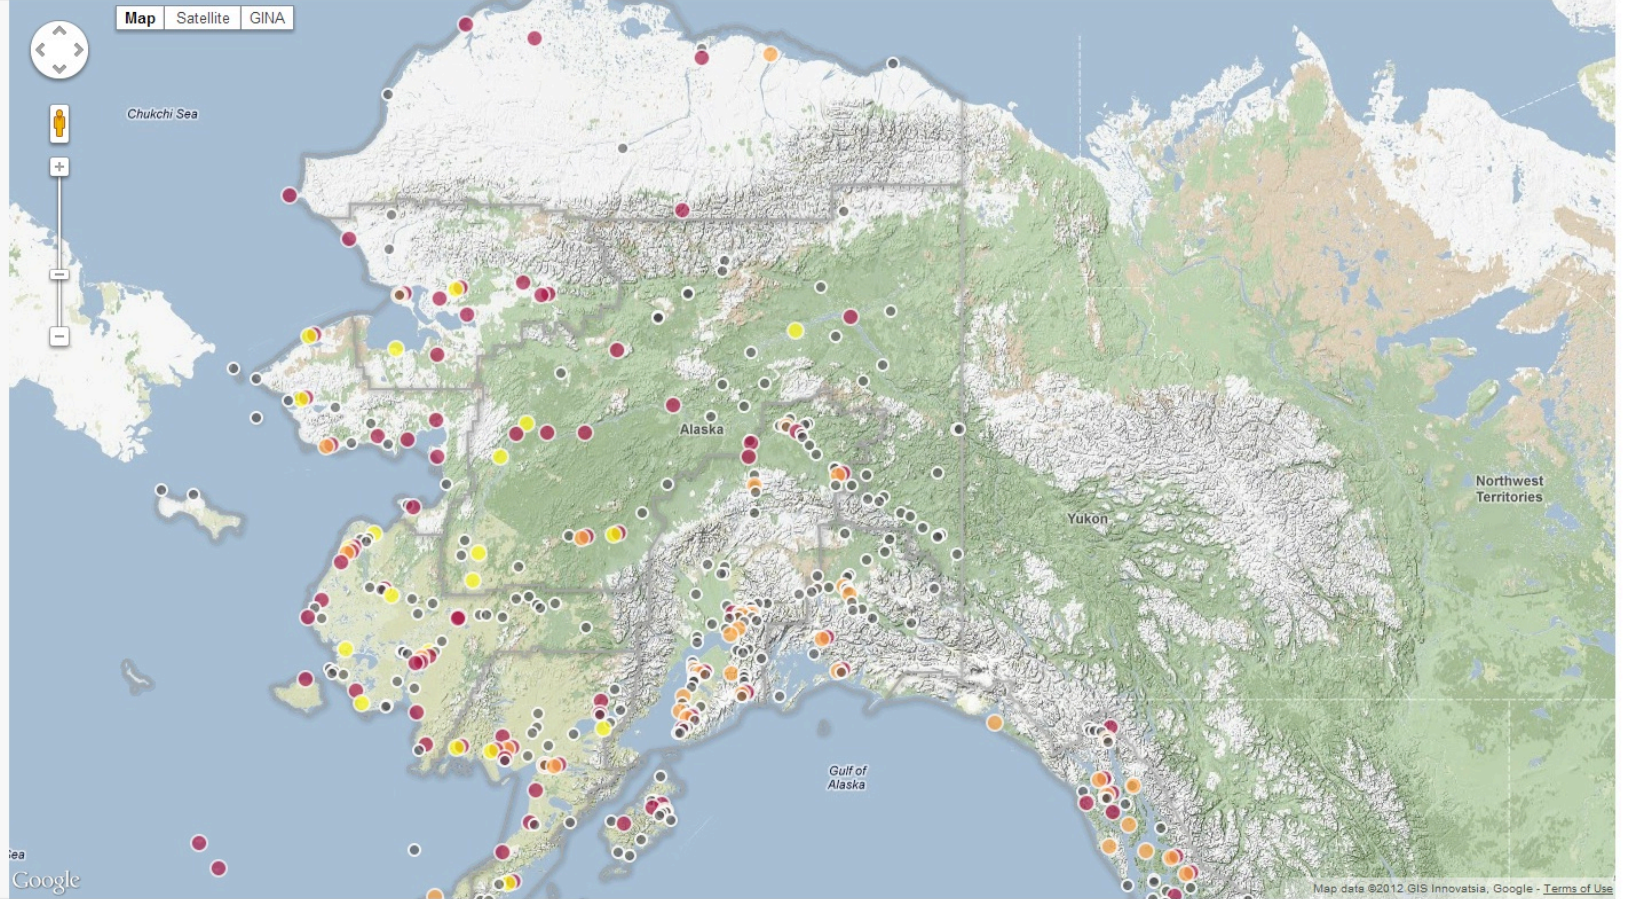 Map Satellite GINA
Chukchi Sea
Alaska
Yukon
Northwest
Territories
Gulf of
Alaska
Sea
Google
Map data ©2012 GIS Innovatsia, Google - Terms of Use